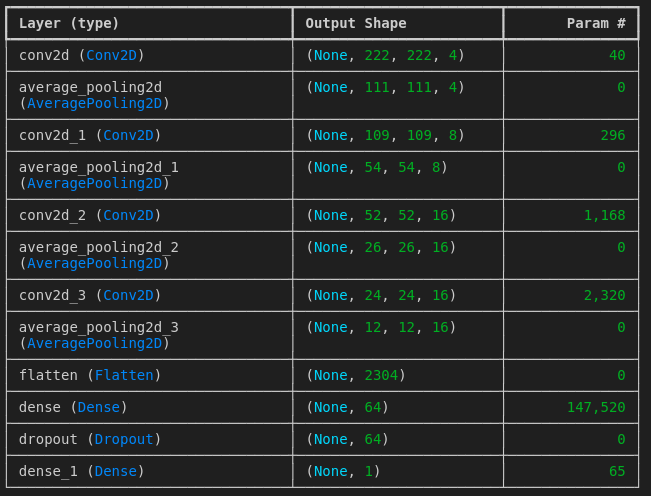 Layer (type) Output Shape Param #
conv2d (Conv2D) (None, 222, 222, 4) 40
average_pooling2d (None, 111, 111, 4) 0
(AveragePooling2D)
conv2d_1 (Conv2D) (None, 109, 109, 8) 296
average_pooling2d_1 (None, 54, 54, 8) 0
(AveragePooling2D)
conv2d_2 (Conv2D) (None, 52, 52, 16) 1,168
average_pooling2d_2 (None, 26, 26, 16) 0
(AveragePooling2D)
conv2d_3 (Conv2D) (None, 24, 24, 16) 2,320
average_pooling2d_3 (None, 12, 12, 16) 0
(AveragePooling2D)
flatten (Flatten) (None, 2304) 0
dense (Dense) (None, 64) 147,520
dropout (Dropout) (None, 64) 0
dense_1 (Dense) (None, 1) 65